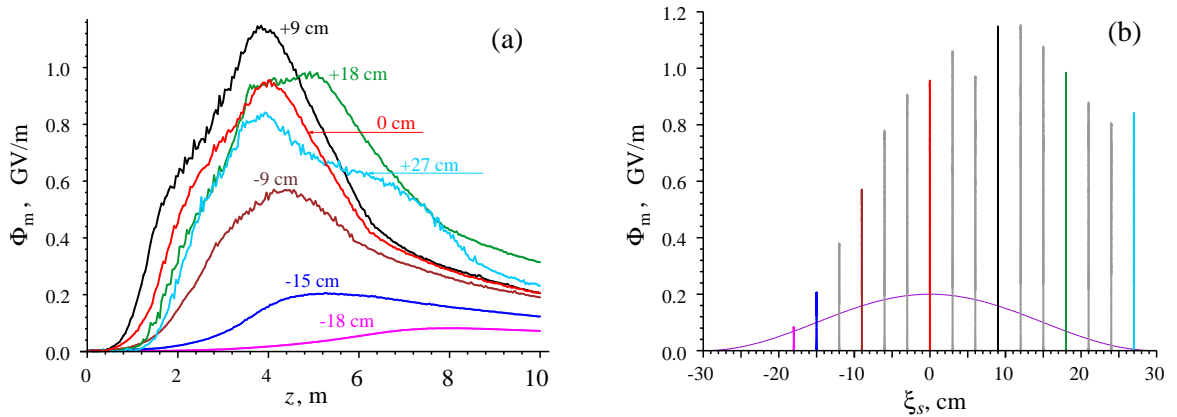 (a)
+9 cm
+18 cm
0 cm
+27 cm
-9 cm
-15 cm
-18 cm
Φm , GV/m
1.0
0.8
0.6
0.4
0.2
0.0
0 2 4 6 8 10
z, m
(b)
Φm , GV/m
1.2
1.0
0.8
0.6
0.4
0.2
0.0
-30 -20 -10 0 10 20 30
ξs, cm